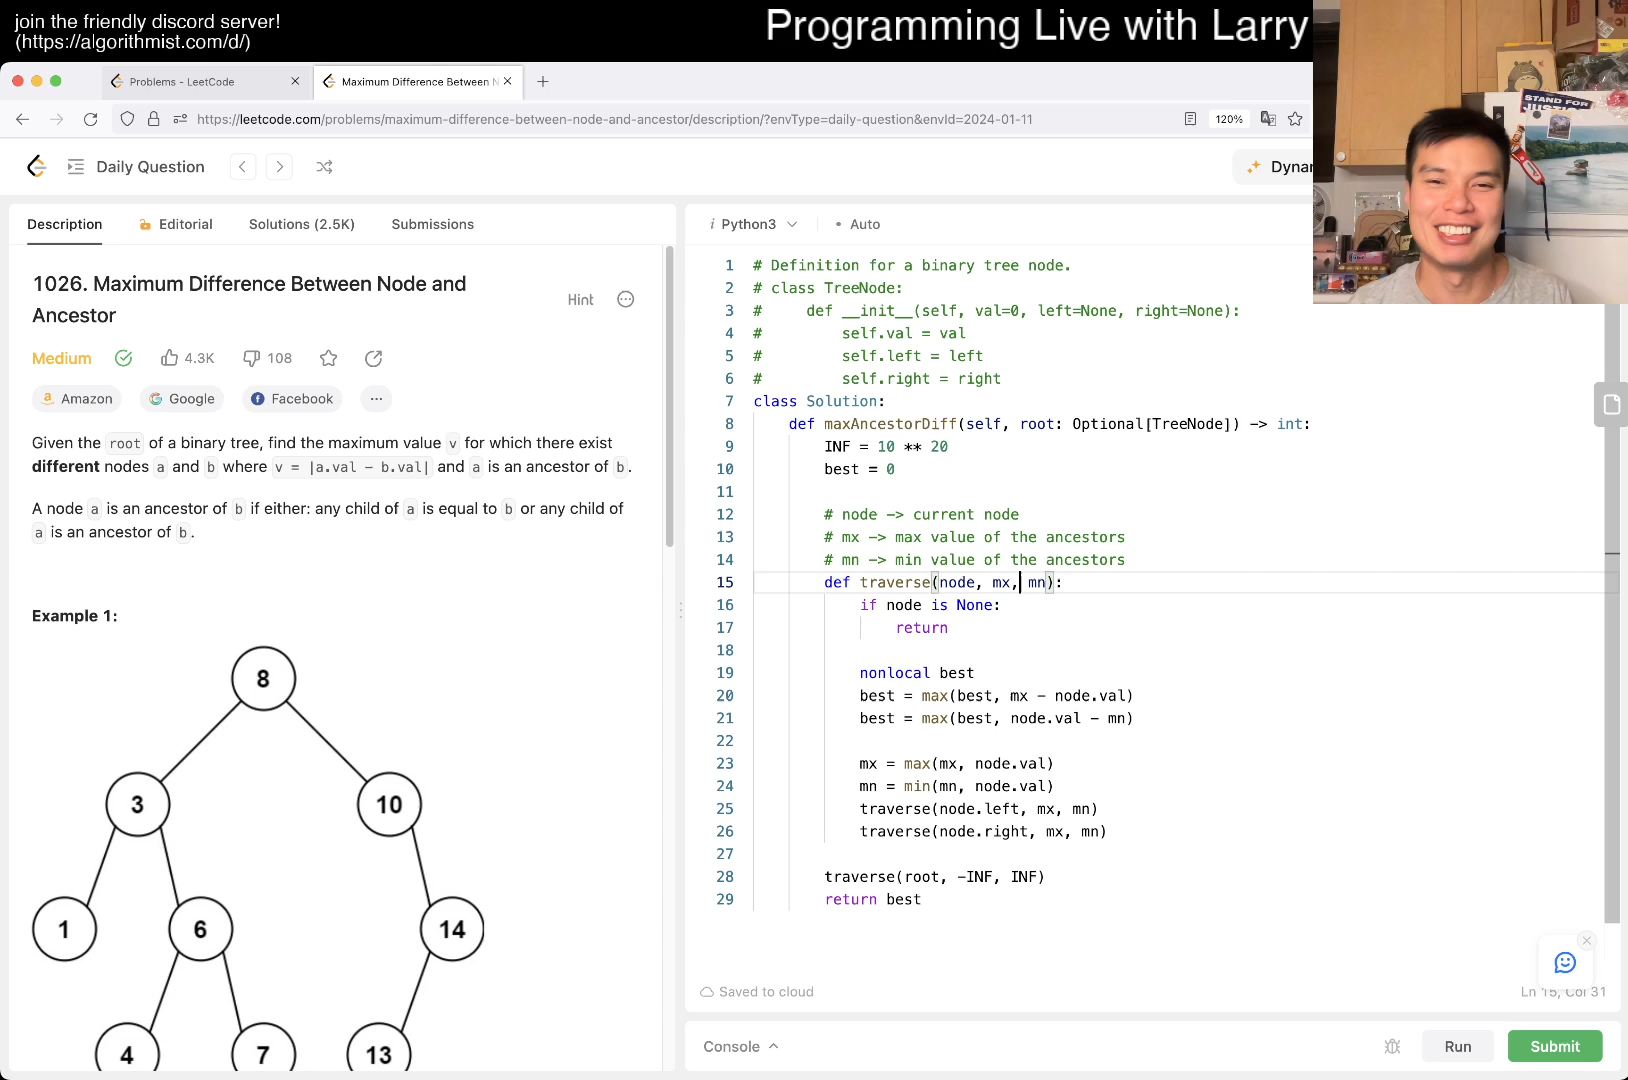 join the friendly discord server!
(https://algorithmist.com/d/)
Programming Live with Larry
Problems - LeetCode
Maximum Difference Between N
https://leetcode.com/problems/maximum-difference-between-node-and-ancestor/description/?envType=daily-question&envId=2024-01-11
120%
Daily Question
Dynam
STAND FOR
Description
Editorial
Solutions (2.5K)
Submissions
1026. Maximum Difference Between Node and
Ancestor
Hint
Medium
4.3K
108
Amazon
Google
Facebook
Given the root of a binary tree, find the maximum value v for which there exist
different nodes a and b where v = |a.val - b.val| and a is an ancestor of b.
A node a is an ancestor of b if either: any child of a is equal to b or any child of
a is an ancestor of b.
Example 1:
8
3
10
1
6
14
4
7
13
i Python3
• Auto
1 # Definition for a binary tree node.
2 # class TreeNode:
3 #     def __init__(self, val=0, left=None, right=None):
4 #         self.val = val
5 #         self.left = left
6 #         self.right = right
7 class Solution:
8     def maxAncestorDiff(self, root: Optional[TreeNode]) -> int:
9         INF = 10 ** 20
10         best = 0
11
12         # node -> current node
13         # mx -> max value of the ancestors
14         # mn -> min value of the ancestors
15         def traverse(node, mx, mn):
16             if node is None:
17                 return
18
19             nonlocal best
20             best = max(best, mx - node.val)
21             best = max(best, node.val - mn)
22
23             mx = max(mx, node.val)
24             mn = min(mn, node.val)
25             traverse(node.left, mx, mn)
26             traverse(node.right, mx, mn)
27
28         traverse(root, -INF, INF)
29         return best
Saved to cloud
Ln 15, Col 31
Console
Run
Submit